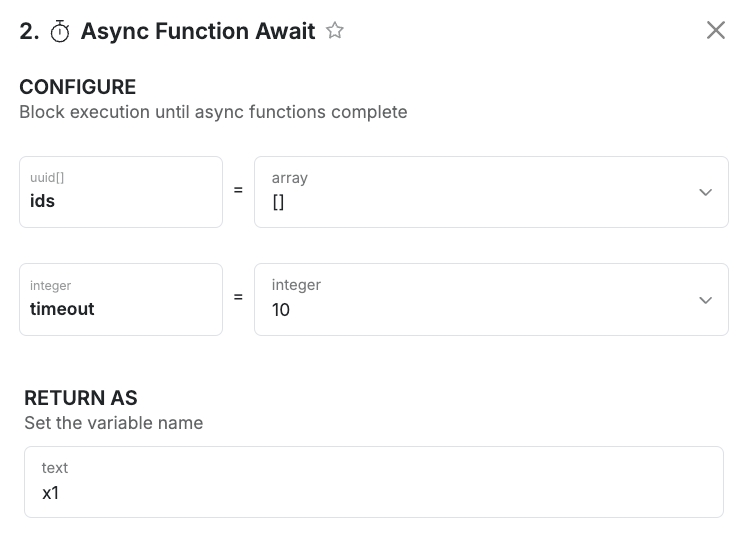 2. Async Function Await
CONFIGURE
Block execution until async functions complete
uuid[]
ids
=
array
[]
integer
timeout
=
integer
10
RETURN AS
Set the variable name
text
x1